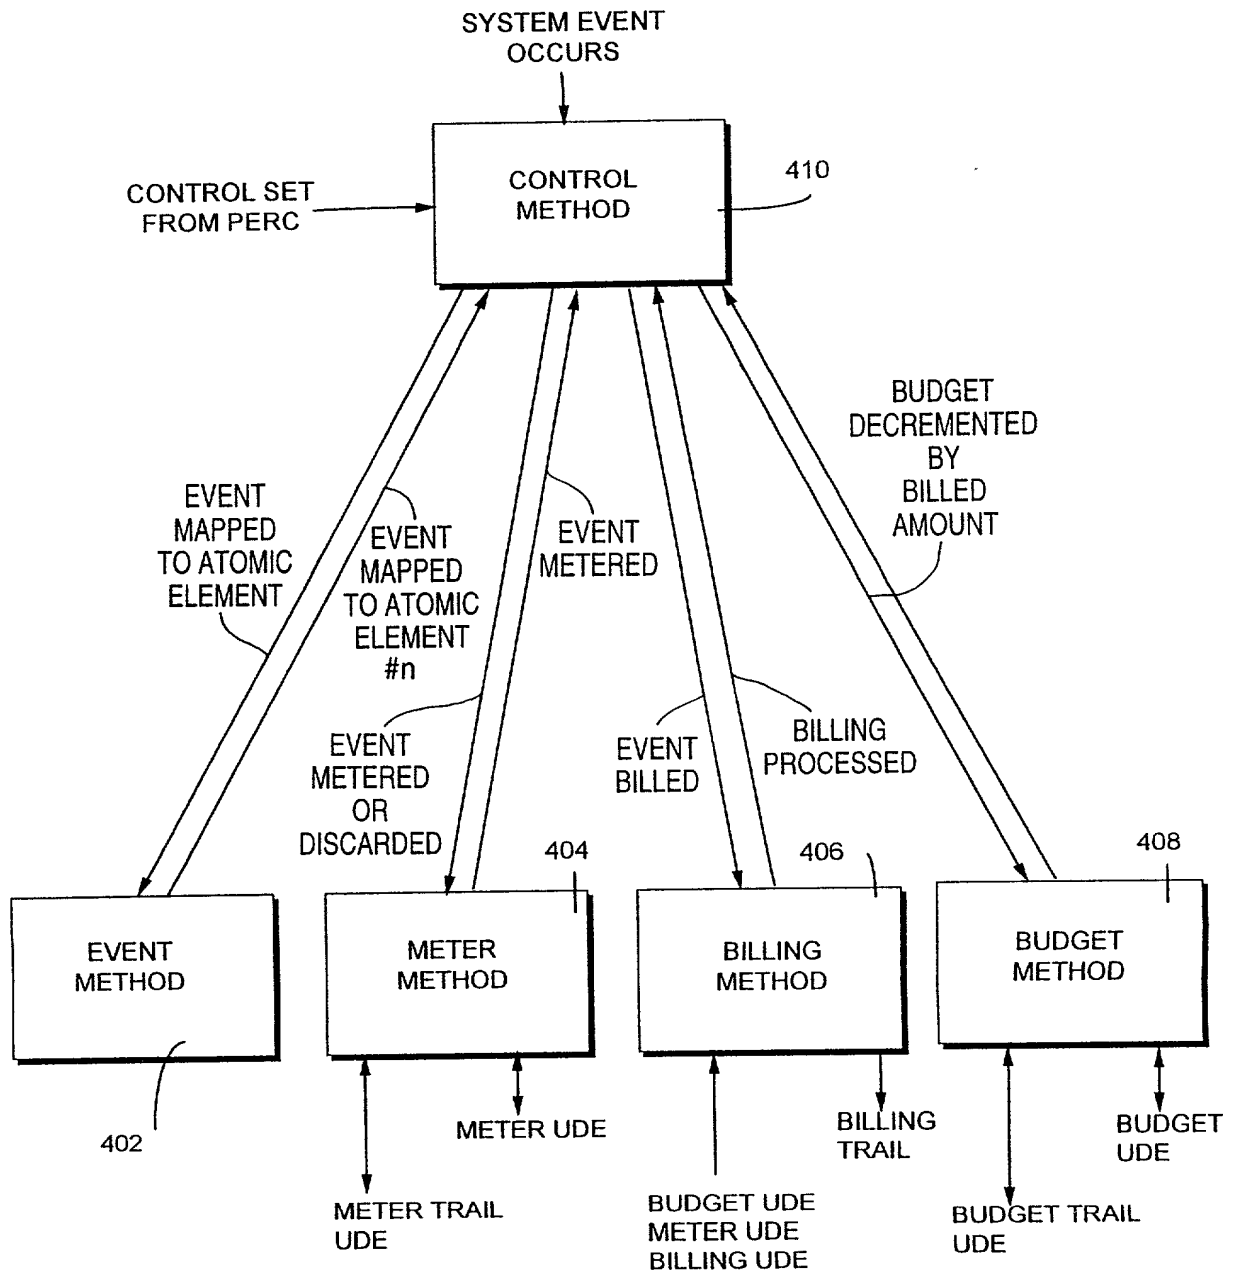 SYSTEM EVENT
OCCURS
CONTROL
METHOD
410
CONTROL SET
FROM PERC
BUDGET
DECREMENTED
BY
BILLED
AMOUNT
EVENT
MAPPED
TO ATOMIC
ELEMENT
EVENT
MAPPED
TO ATOMIC
ELEMENT
#n
EVENT
METERED
EVENT
METERED
OR
DISCARDED
EVENT
BILLED
BILLING
PROCESSED
404
406
408
EVENT
METHOD
METER
METHOD
BILLING
METHOD
BUDGET
METHOD
402
METER UDE
BILLING
TRAIL
BUDGET
UDE
METER TRAIL
UDE
BUDGET UDE
METER UDE
BILLING UDE
BUDGET TRAIL
UDE